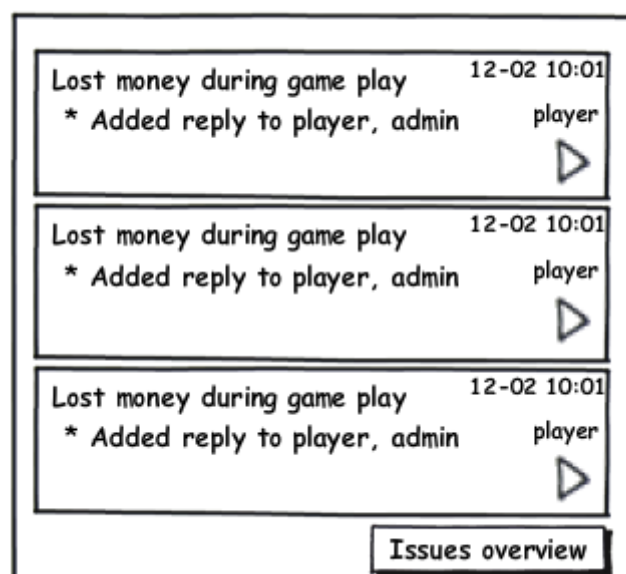 Lost money during game play 12-02 10:01
* Added reply to player, admin player
Lost money during game play 12-02 10:01
* Added reply to player, admin player
Lost money during game play 12-02 10:01
* Added reply to player, admin player
Issues overview